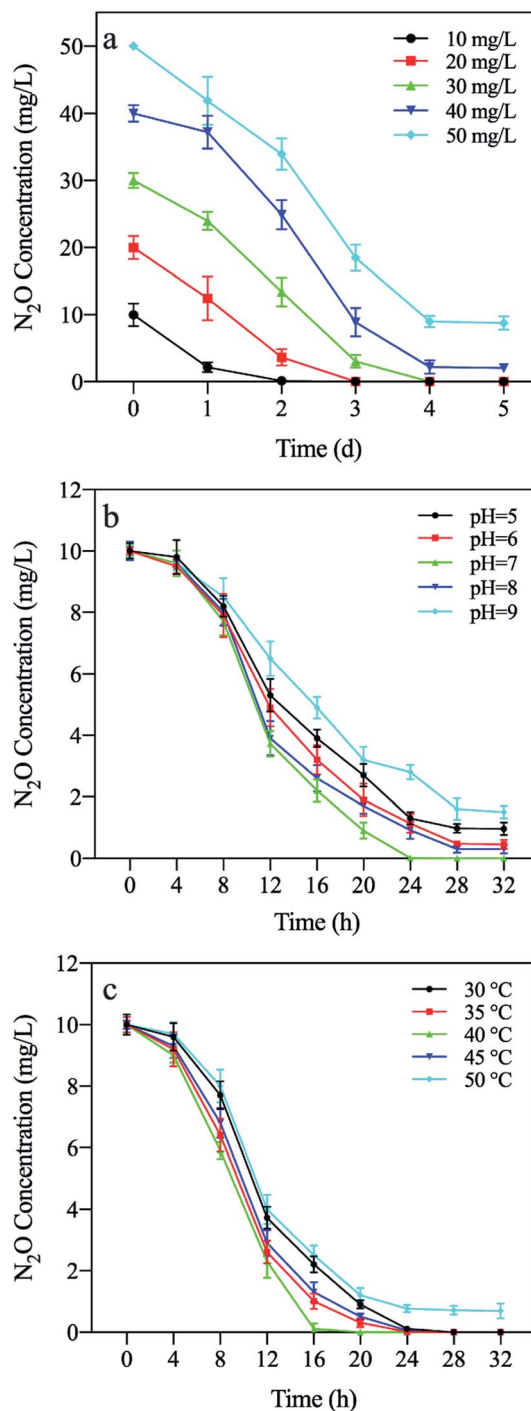 a
10 mg/L
20 mg/L
30 mg/L
40 mg/L
50 mg/L
N₂O Concentration (mg/L)
50
40
30
20
10
0
0 1 2 3 4 5
Time (d)
b
pH=5
pH=6
pH=7
pH=8
pH=9
N₂O Concentration (mg/L)
12
10
8
6
4
2
0
0 4 8 12 16 20 24 28 32
Time (h)
c
30 °C
35 °C
40 °C
45 °C
50 °C
N₂O Concentration (mg/L)
12
10
8
6
4
2
0
0 4 8 12 16 20 24 28 32
Time (h)